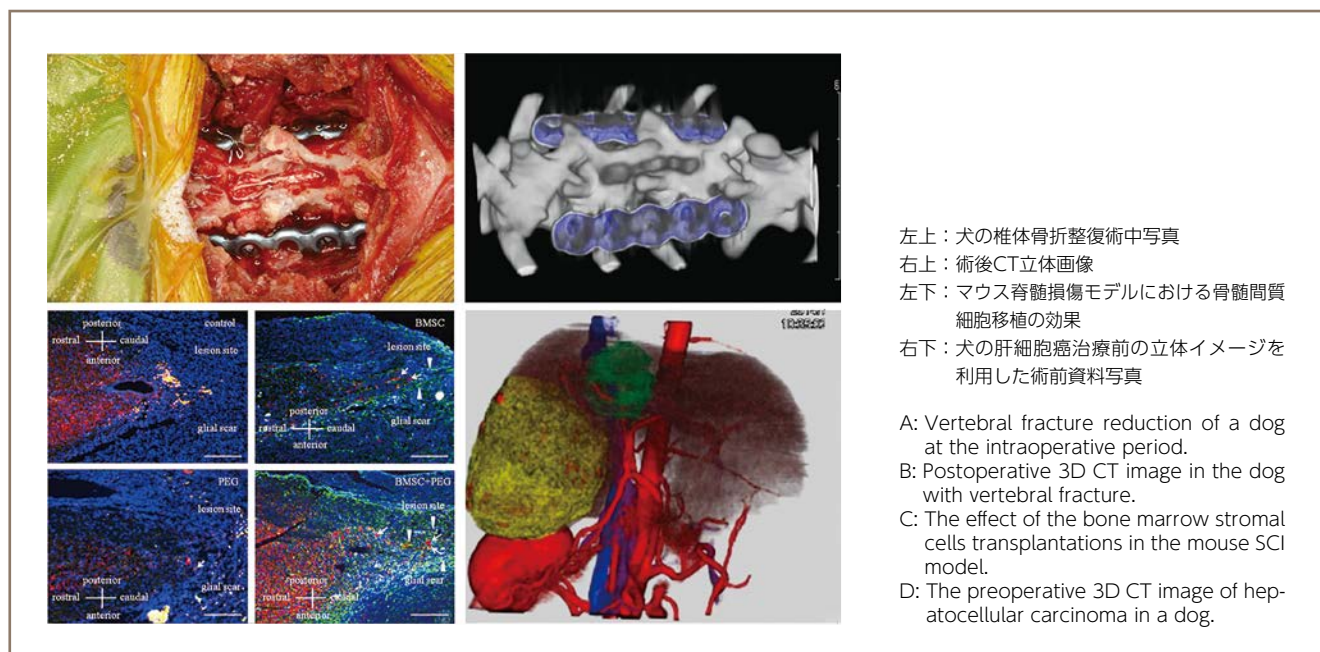 cm
posterior
control
rostral
caudal
anterior
lesion site
glial scar
BMSC
lesion site
posterior
rostral
caudal
anterior
glial scar
PEG
lesion site
posterior
rostral
caudal
anterior
glial scar
BMSC+PEG
lesion site
posterior
rostral
caudal
anterior
glial scar
左上：犬の椎体骨折整復術中写真
右上：術後CT立体画像
左下：マウス脊髄損傷モデルにおける骨髄間質
細胞移植の効果
右下：犬の肝細胞癌治療前の立体イメージを
利用した術前資料写真
A: Vertebral fracture reduction of a dog
at the intraoperative period.
B: Postoperative 3D CT image in the dog
with vertebral fracture.
C: The effect of the bone marrow stromal
cells transplantations in the mouse SCI
model.
D: The preoperative 3D CT image of hep-
atocellular carcinoma in a dog.